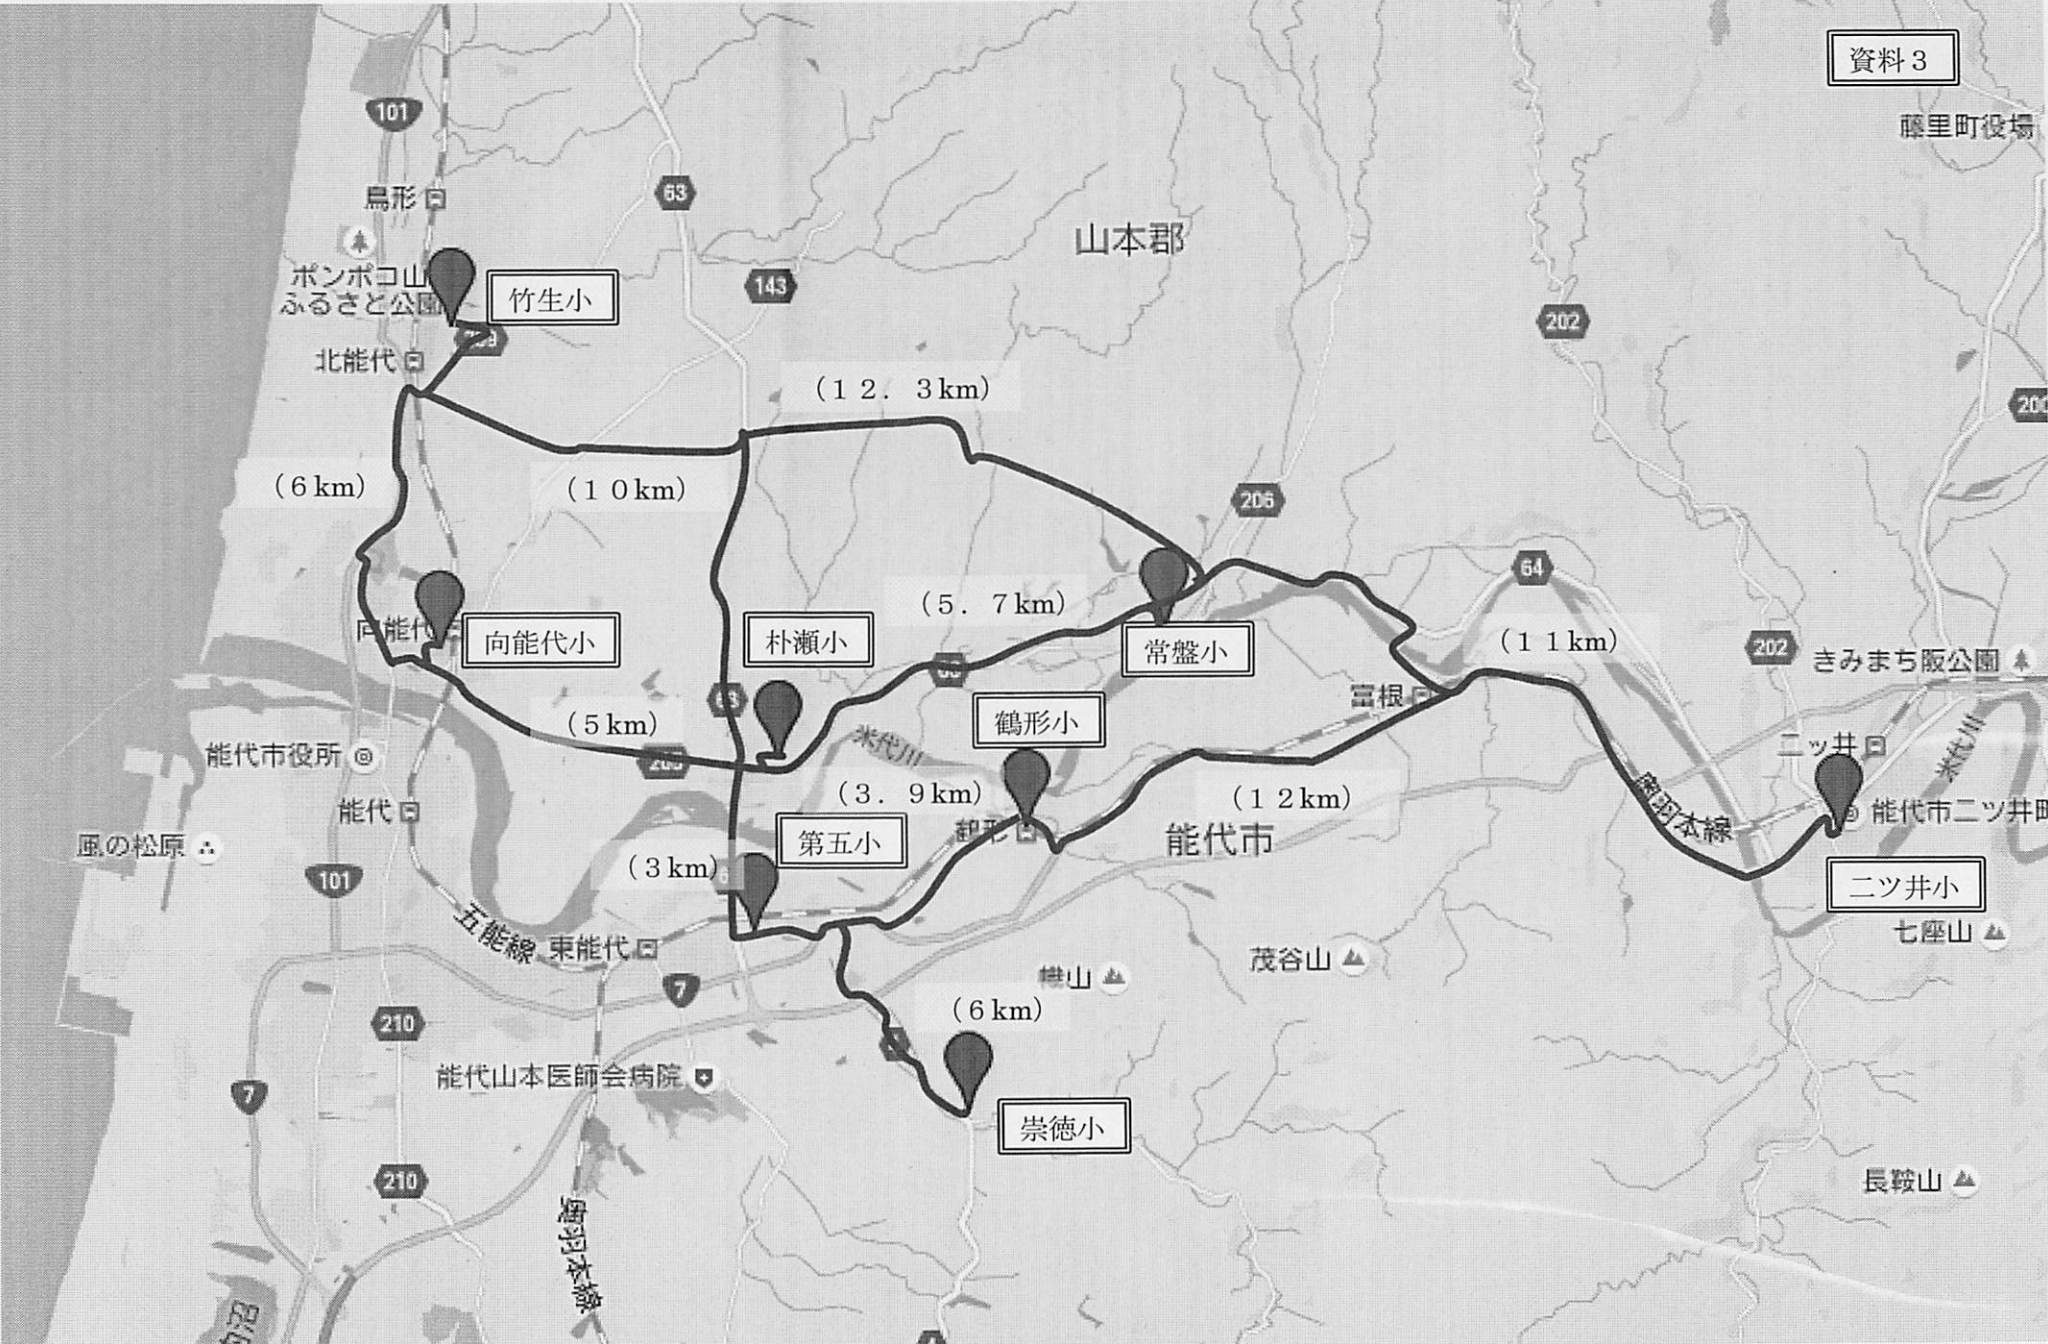 資料３
藤里町役場
101
鳥形
63
山本郡
143
ポンポコ山
ふるさと公園
竹生小
202
北能代
（１２．３km）
200
（６km）
（１０km）
206
64
（５．７km）
向能代
向能代小
朴瀬小
常盤小
（１１km）
202
きみまち阪公園
63
富根
鶴形小
（５km）
米代川
能代市役所
二ツ井
米代川
（３．９km）
（１２km）
能代
鶴形
能代市
奥羽本線
能代市二ツ井町
風の松原
第五小
（３km）
101
二ツ井小
五能線
東能代
七座山
茂谷山
7
（６km）
210
能代山本医師会病院
7
崇徳小
210
長鞍山
奥羽本線